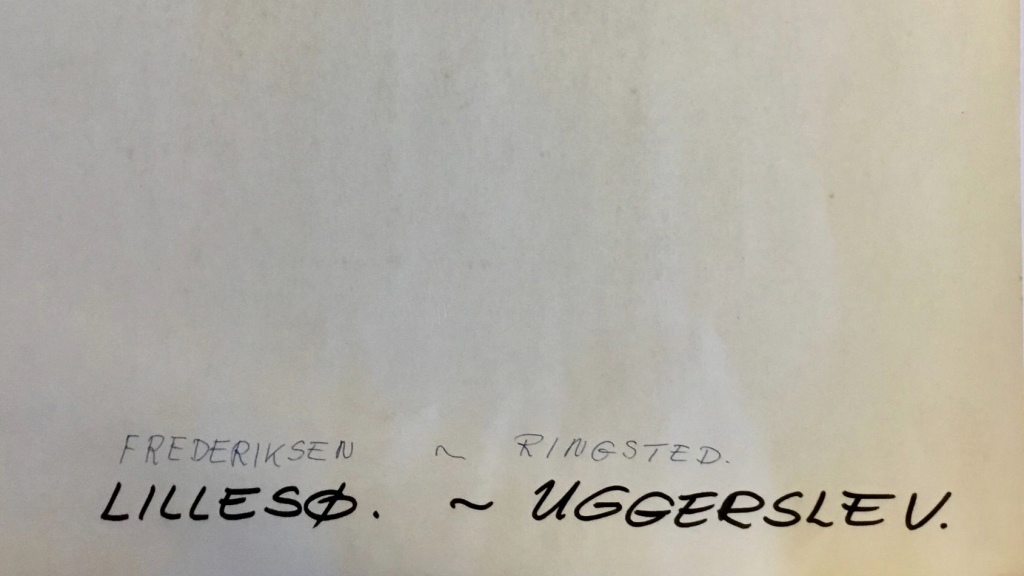 FREDERIKSEN ~ RINGSTED.
LILLESØ. ~ UGGERSLEV.